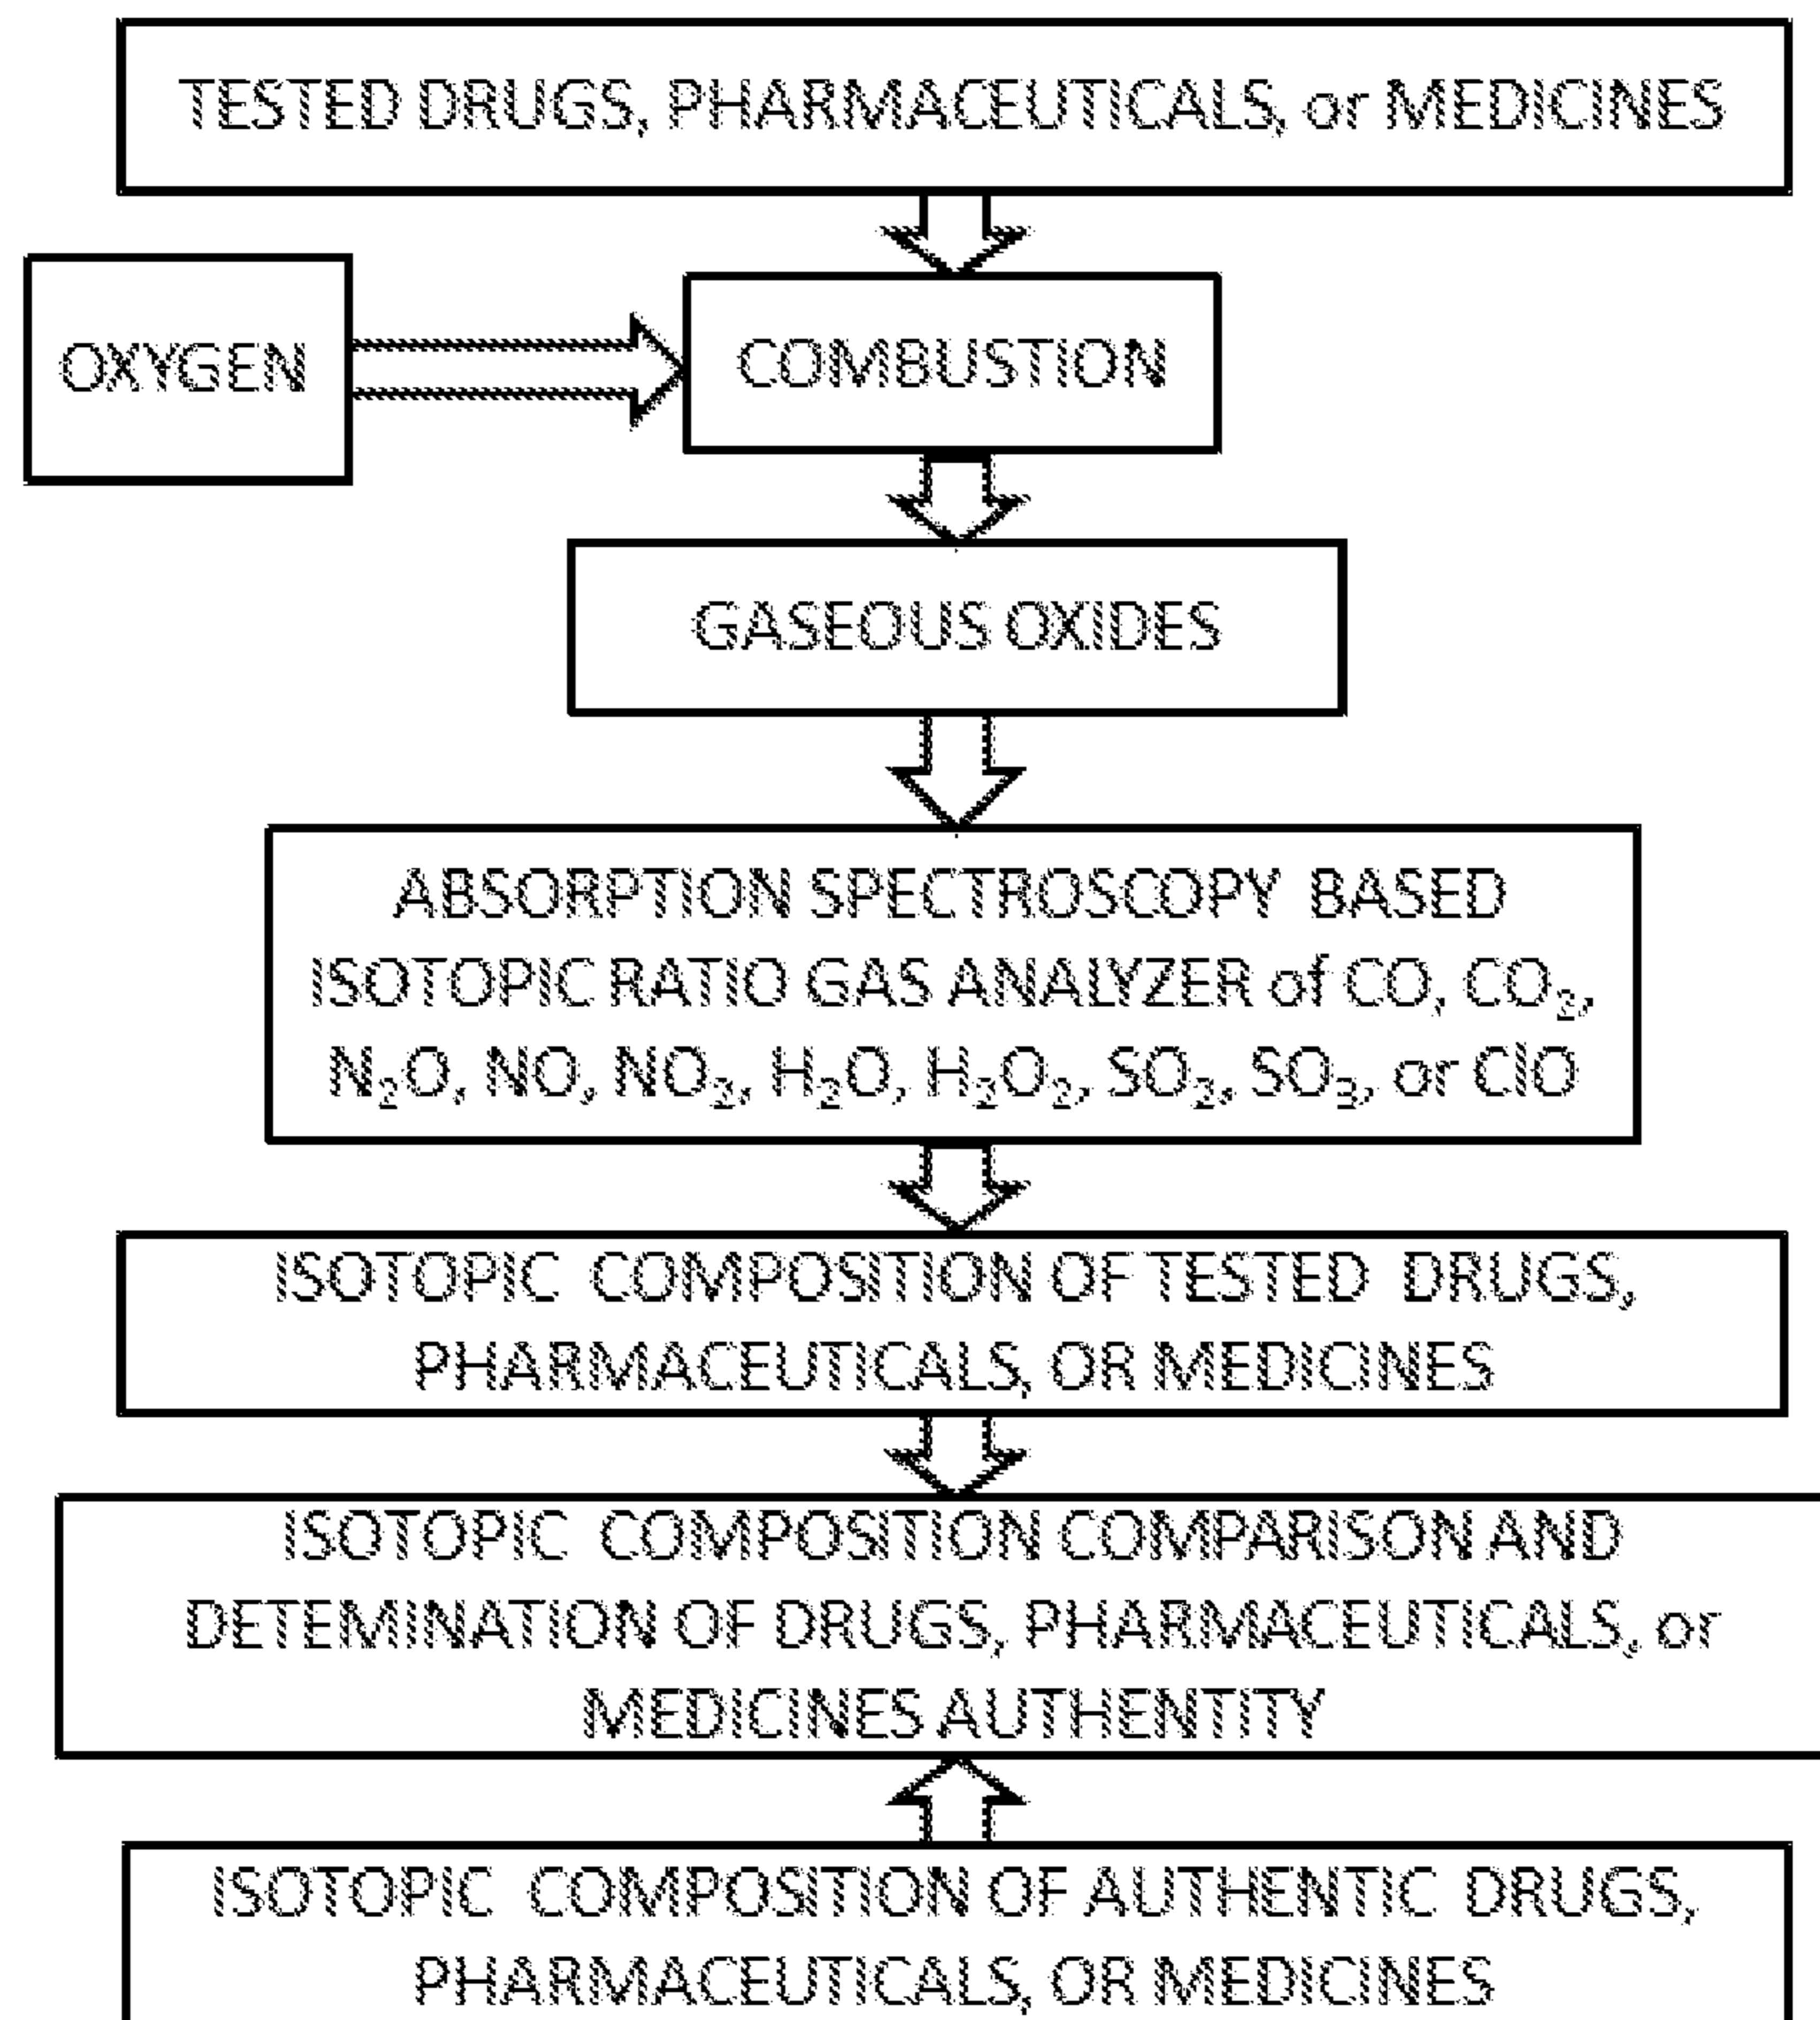 TESTED DRUGS, PHARMACEUTICALS, or MEDICINES
OXYGEN
COMBUSTION
GASEOUS OXIDES
ABSORPTION SPECTROSCOPY BASED
ISOTOPIC RATIO GAS ANALYZER of CO, CO₂,
N₂O, NO, NO₂, H₂O, H₂O₂, SO₂, SO₃, or ClO
ISOTOPIC COMPOSITION OF TESTED DRUGS,
PHARMACEUTICALS, OR MEDICINES
ISOTOPIC COMPOSITION COMPARISON AND
DETEMINATION OF DRUGS, PHARMACEUTICALS, or
MEDICINES AUTHENTITY
ISOTOPIC COMPOSITION OF AUTHENTIC DRUGS,
PHARMACEUTICALS, OR MEDICINES